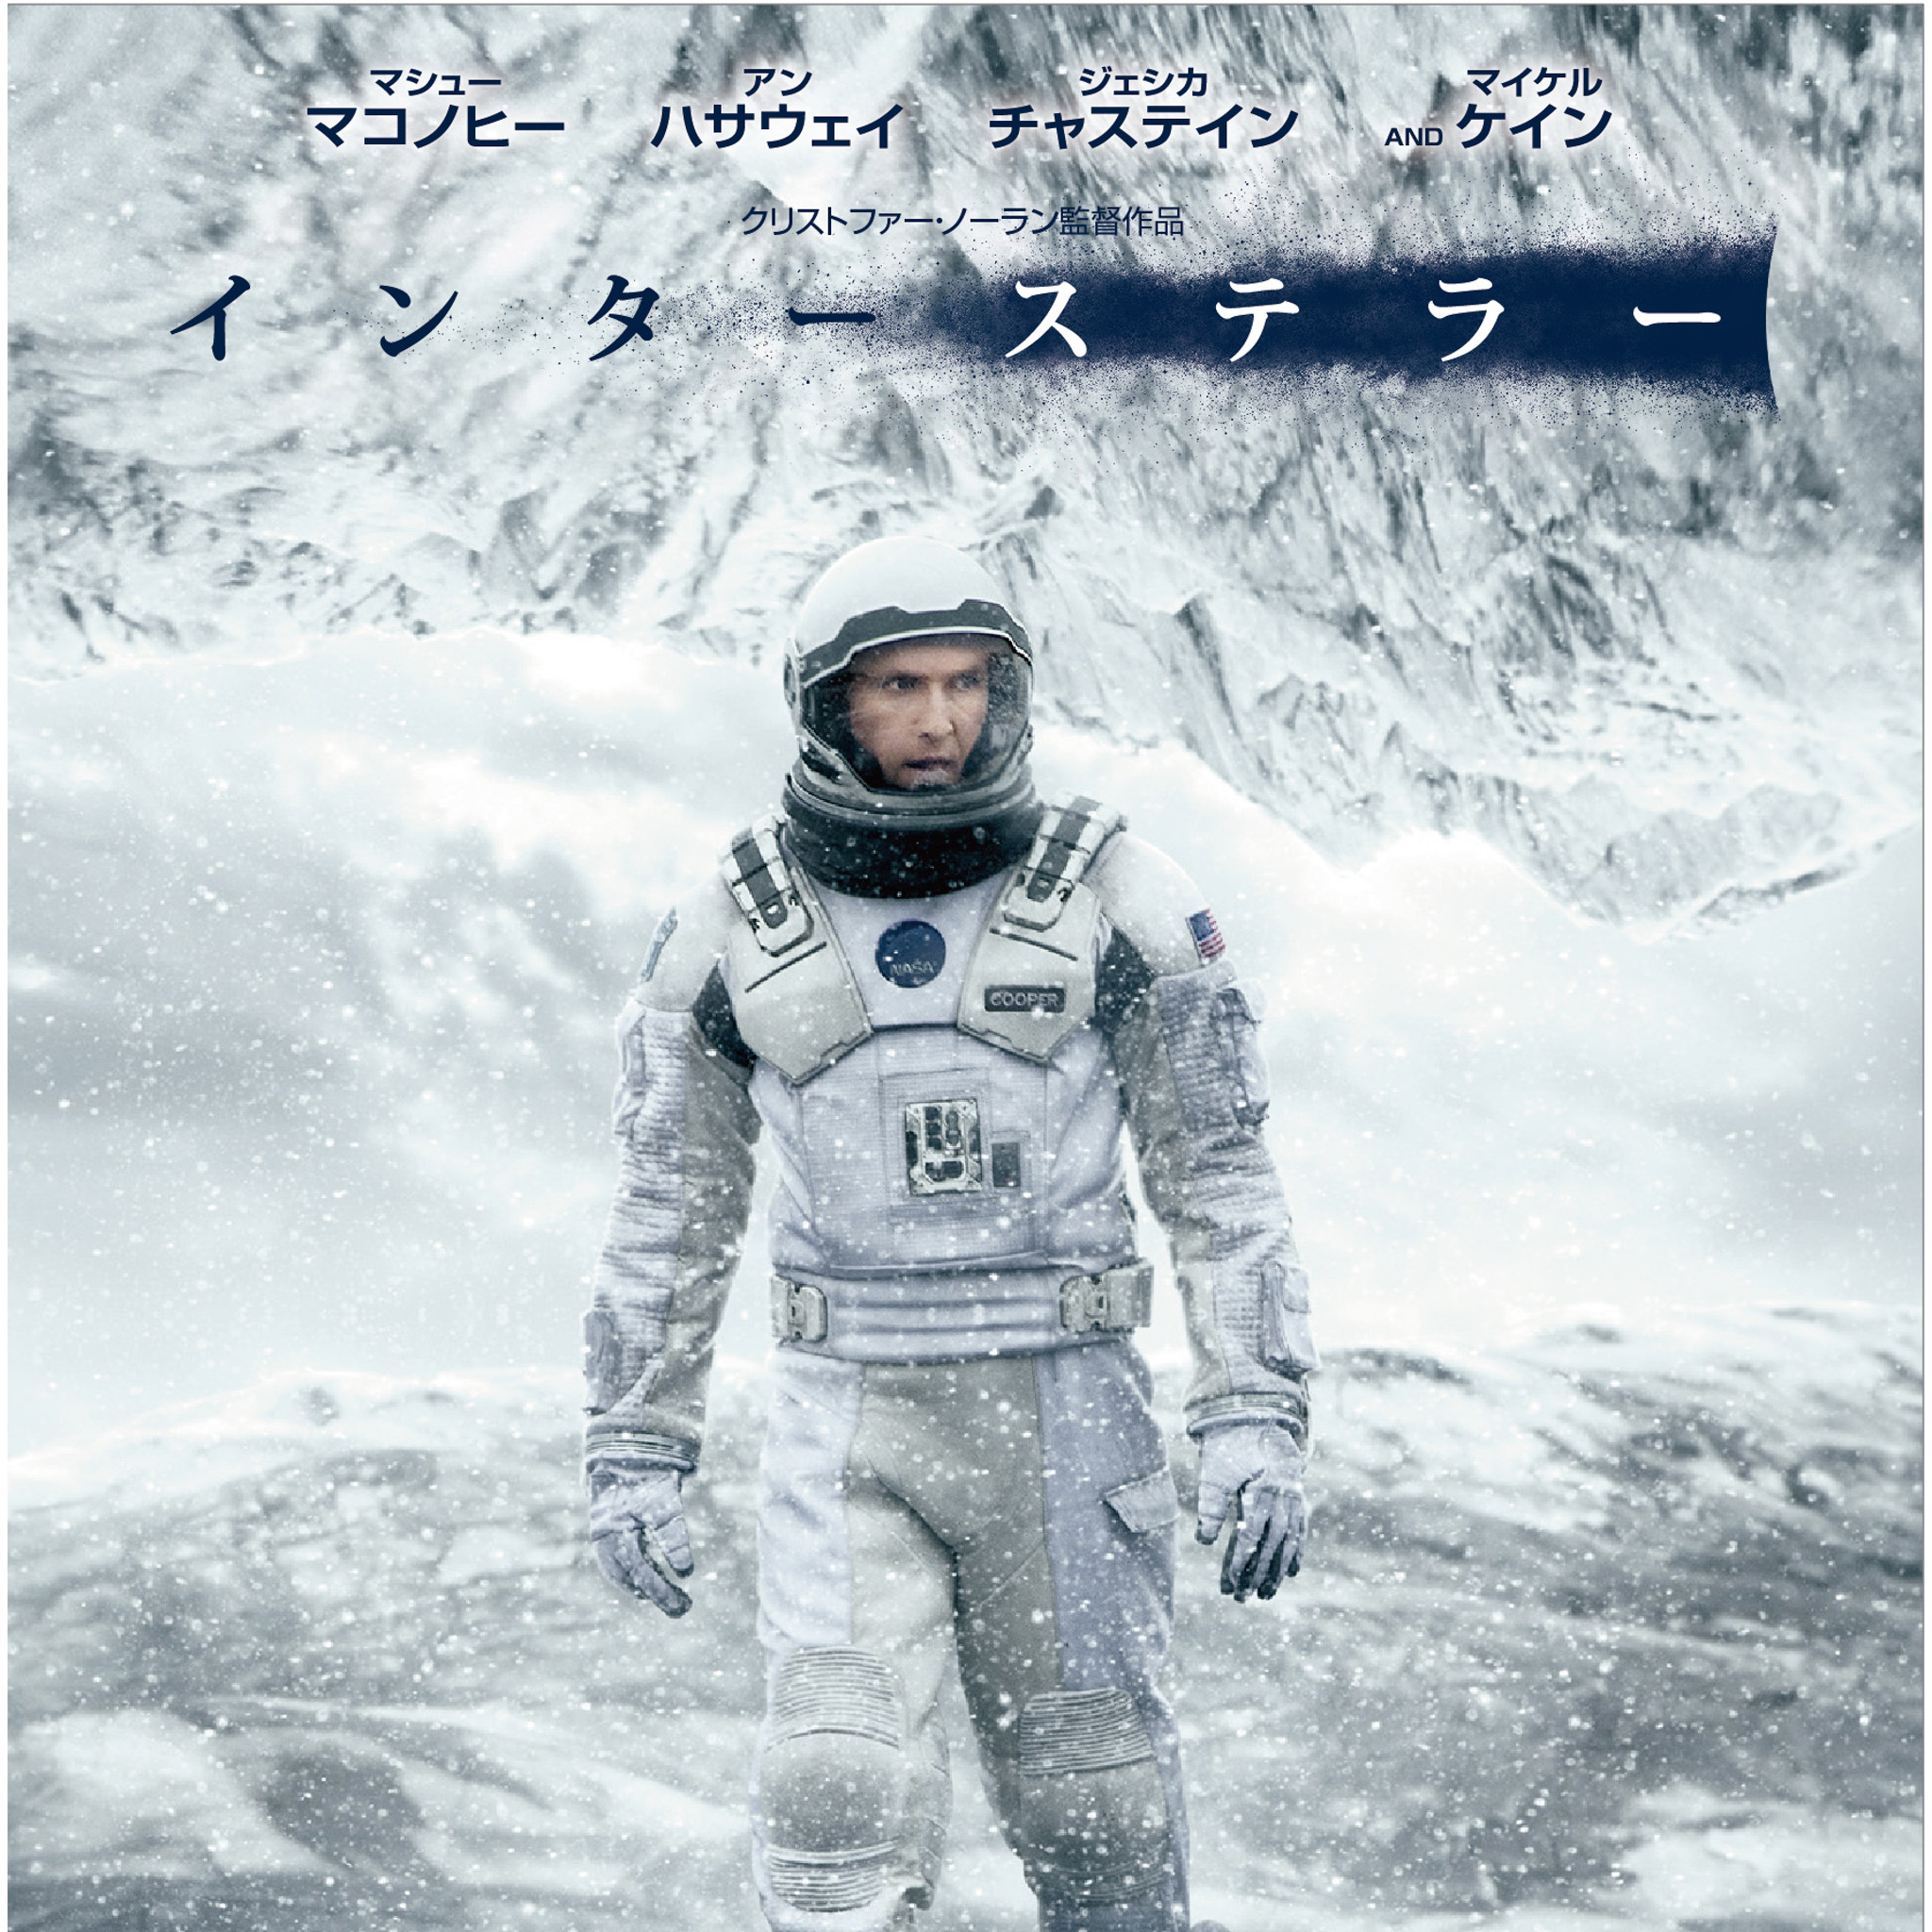 マシュー アン ジェシカ マイケル
マコノヒー ハサウェイ チャステイン AND ケイン
クリストファー・ノーラン監督作品
インターステラー
NASA
COOPER